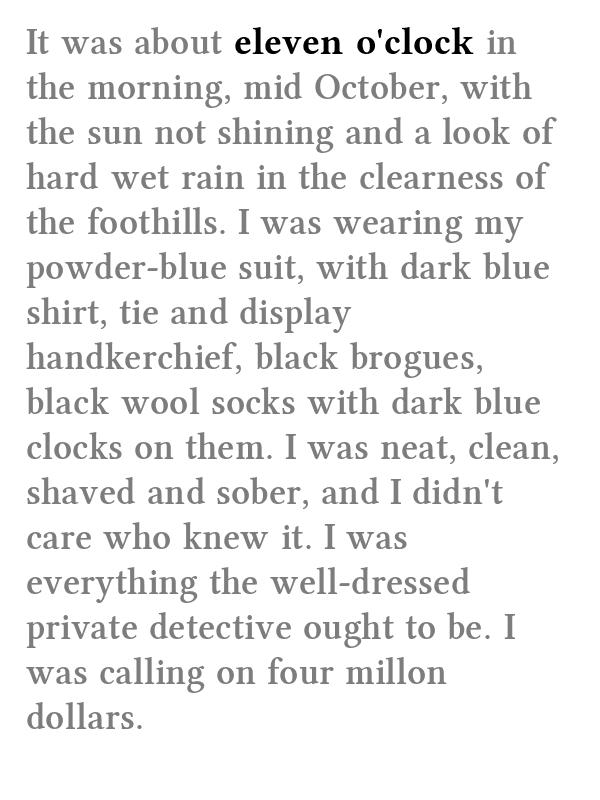 It was about eleven o'clock in
the morning, mid October, with
the sun not shining and a look of
hard wet rain in the clearness of
the foothills. I was wearing my
powder-blue suit, with dark blue
shirt, tie and display
handkerchief, black brogues,
black wool socks with dark blue
clocks on them. I was neat, clean,
shaved and sober, and I didn't
care who knew it. I was
everything the well-dressed
private detective ought to be. I
was calling on four millon
dollars.